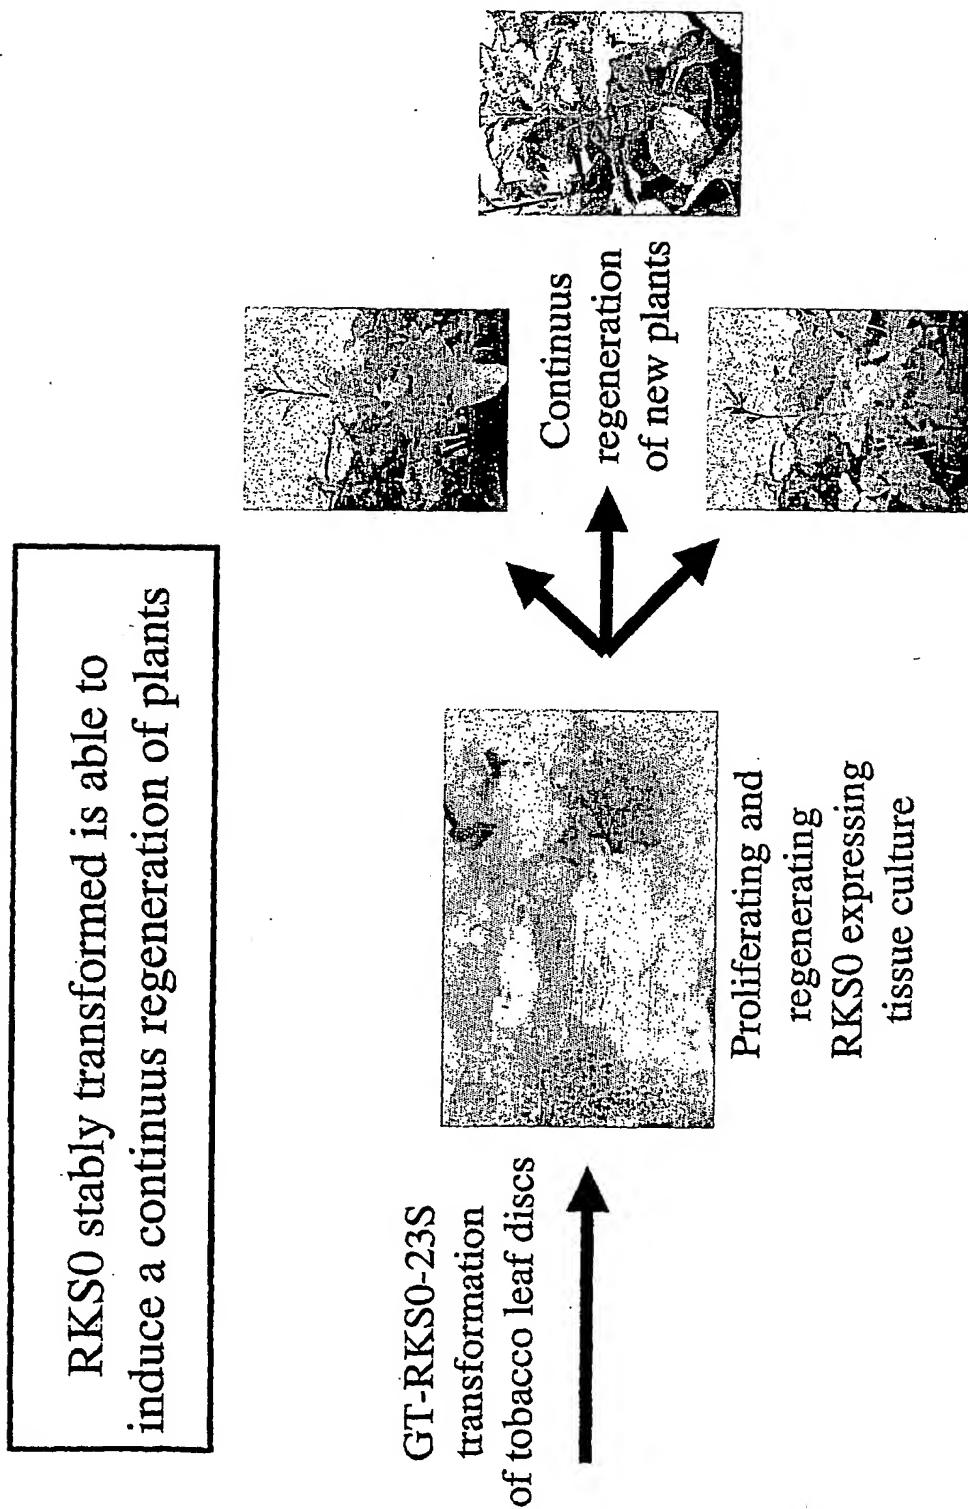 RKS0 stably transformed is able to
induce a continuus regeneration of plants
GT-RKS0-23S
transformation
of tobacco leaf discs
Proliferating and
regenerating
RKS0 expressing
tissue culture
Continuus
regeneration
of new plants